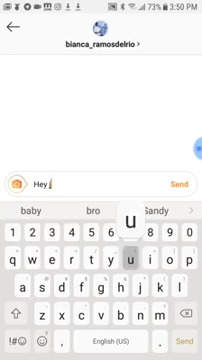 73% 3:50 PM
bianca_ramosdelrio >
Hey Send
baby bro Sandy
u
1 2 3 4 5 6 8 9 0
q w e r t y u i o p
a s d f g h j k l
z x c v b n m
!#☺ , English (US) . Send